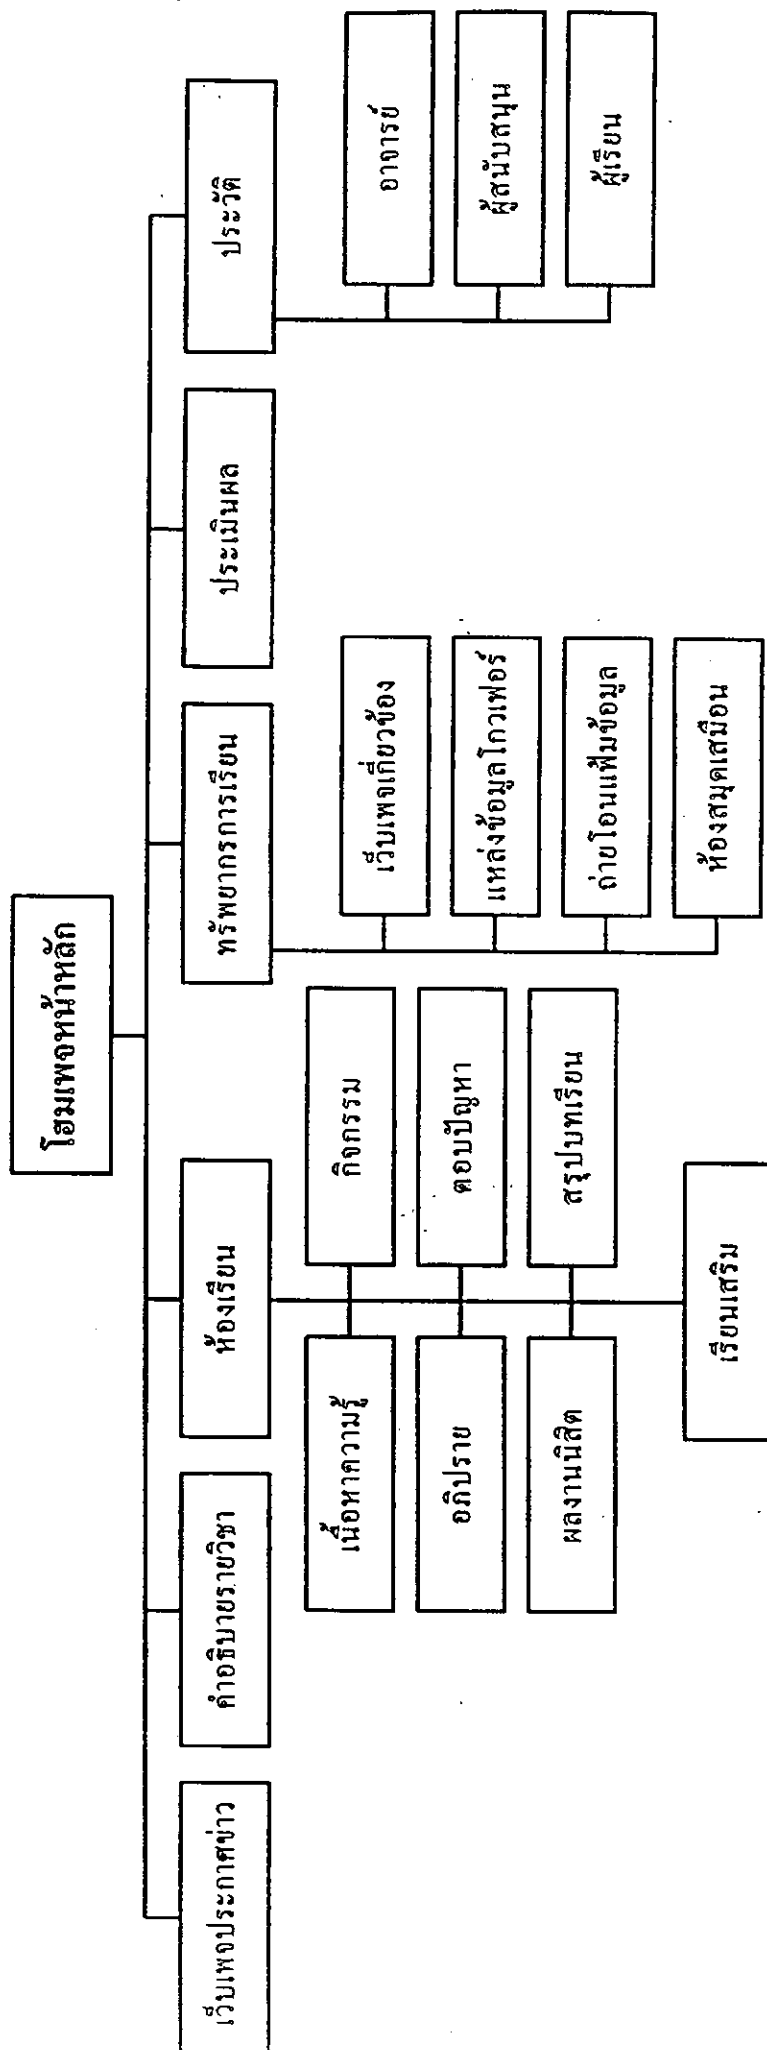 โฮมเพจหน้าหลัก
เว็บเพจประกาศข่าว
คำอธิบายรายวิชา
ห้องเรียน
ทรัพยากรการเรียน
ประเมินผล
ประวัติ
เนื้อหาความรู้
กิจกรรม
อภิปราย
ตอบปัญหา
ผลงานนิสิต
สรุปบทเรียน
เรียนเสริม
เว็บเพจเกี่ยวข้อง
แหล่งข้อมูลโกวเฟอร์
ถ่ายโอนแฟ้มข้อมูล
ห้องสมุดเสมือน
อาจารย์
ผู้สนับสนุน
ผู้เรียน